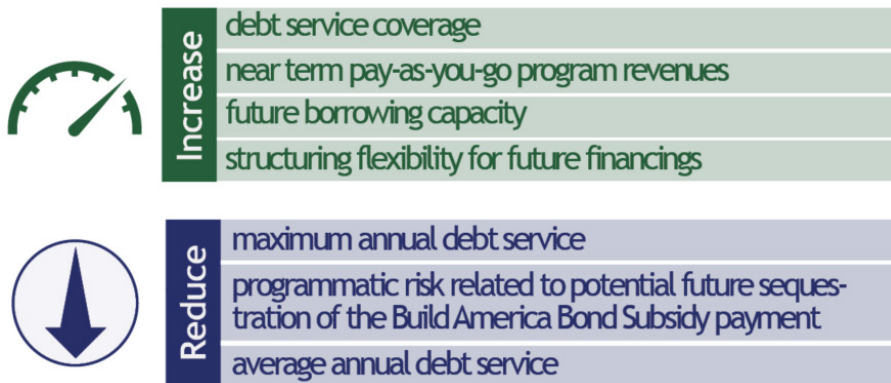 Increase
debt service coverage
near term pay-as-you-go program revenues
future borrowing capacity
structuring flexibility for future financings
Reduce
maximum annual debt service
programmatic risk related to potential future seques-
tration of the Build America Bond Subsidy payment
average annual debt service